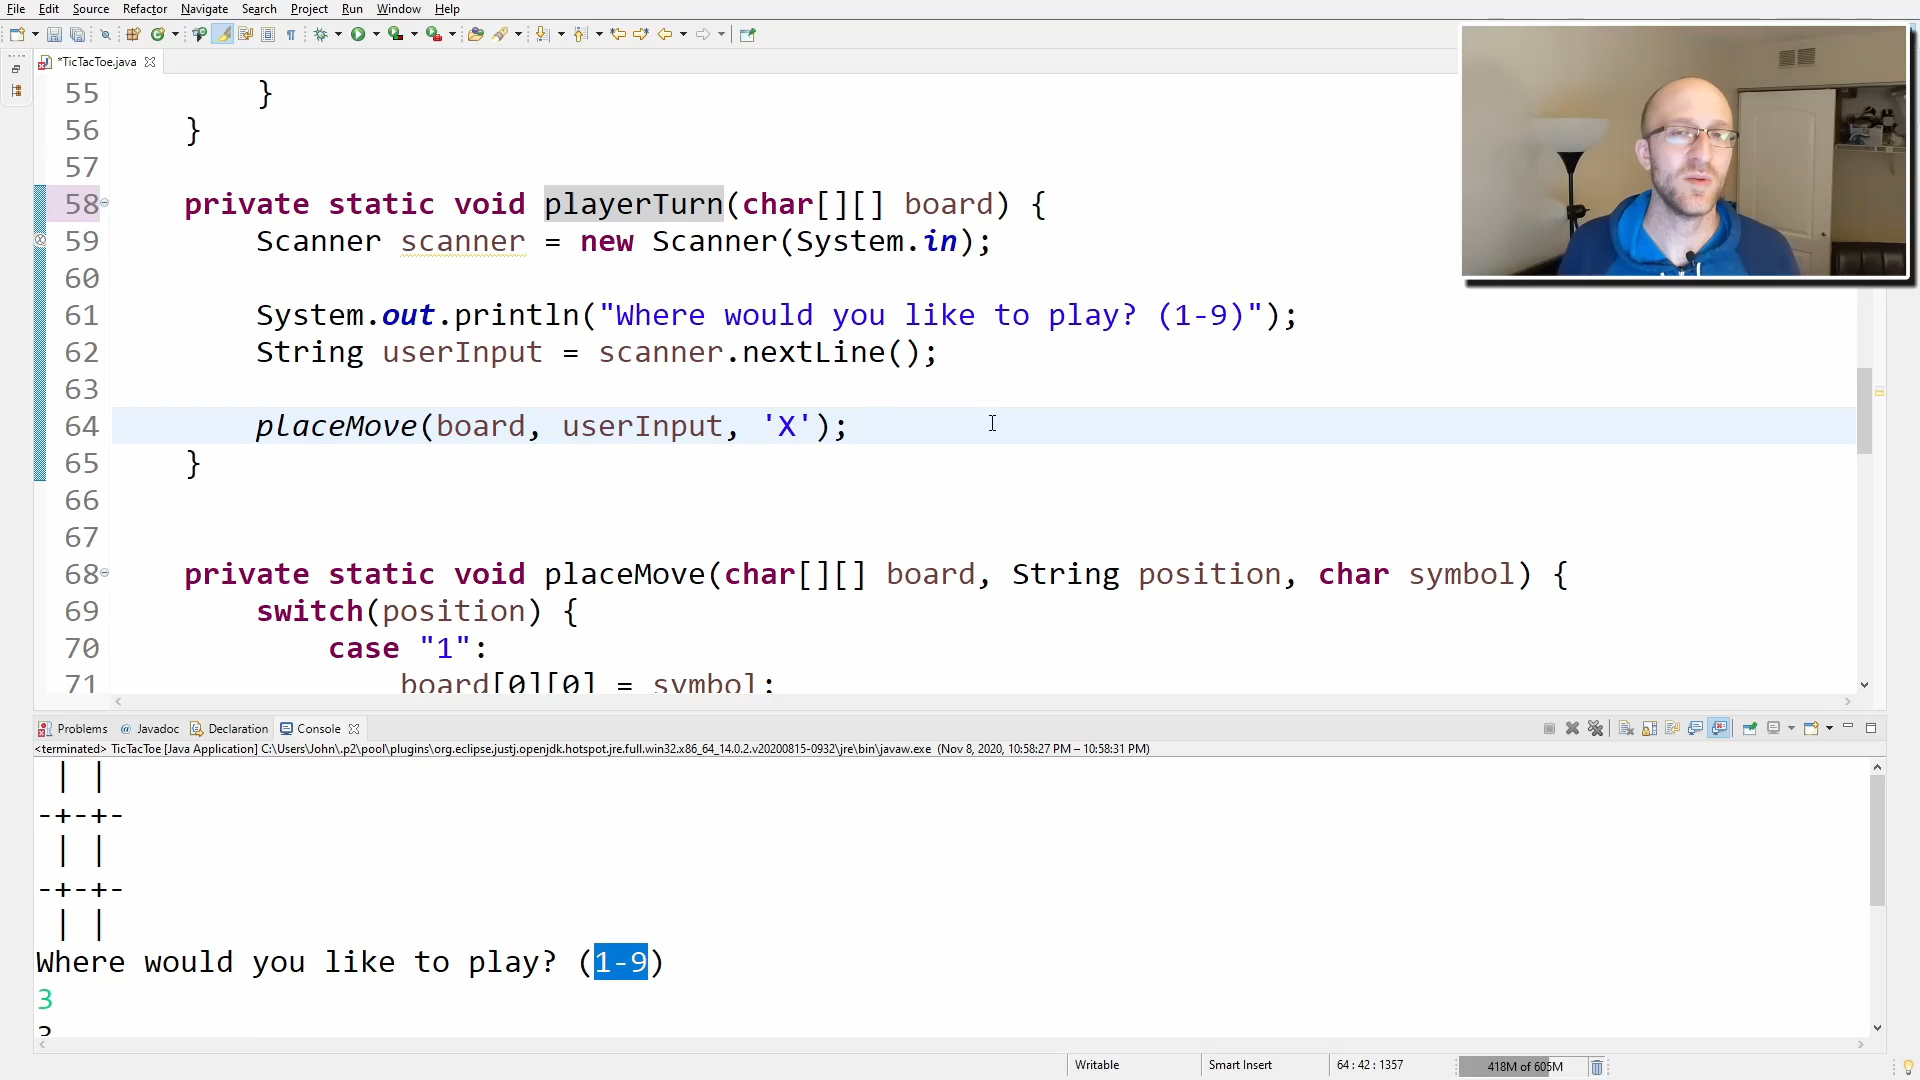 File Edit Source Refactor Navigate Search Project Run Window Help
*TicTacToe.java
55 }
56 }
57
58 private static void playerTurn(char[][] board) {
59 Scanner scanner = new Scanner(System.in);
60
61 System.out.println("Where would you like to play? (1-9)");
62 String userInput = scanner.nextLine();
63
64 placeMove(board, userInput, 'X');
65 }
66
67
68 private static void placeMove(char[][] board, String position, char symbol) {
69 switch(position) {
70 case "1":
71 board[0][0] = symbol;
Problems Javadoc Declaration Console
<terminated> TicTacToe [Java Application] C:\Users\John\.p2\pool\plugins\org.eclipse.justj.openjdk.hotspot.jre.full.win32.x86_64_14.0.2.v20200815-0932\jre\bin\javaw.exe (Nov 8, 2020, 10:58:27 PM – 10:58:31 PM)
| |
-+-+-
| |
-+-+-
| |
Where would you like to play? (1-9)
3
3
Writable Smart Insert 64 : 42 : 1357 418M of 605M